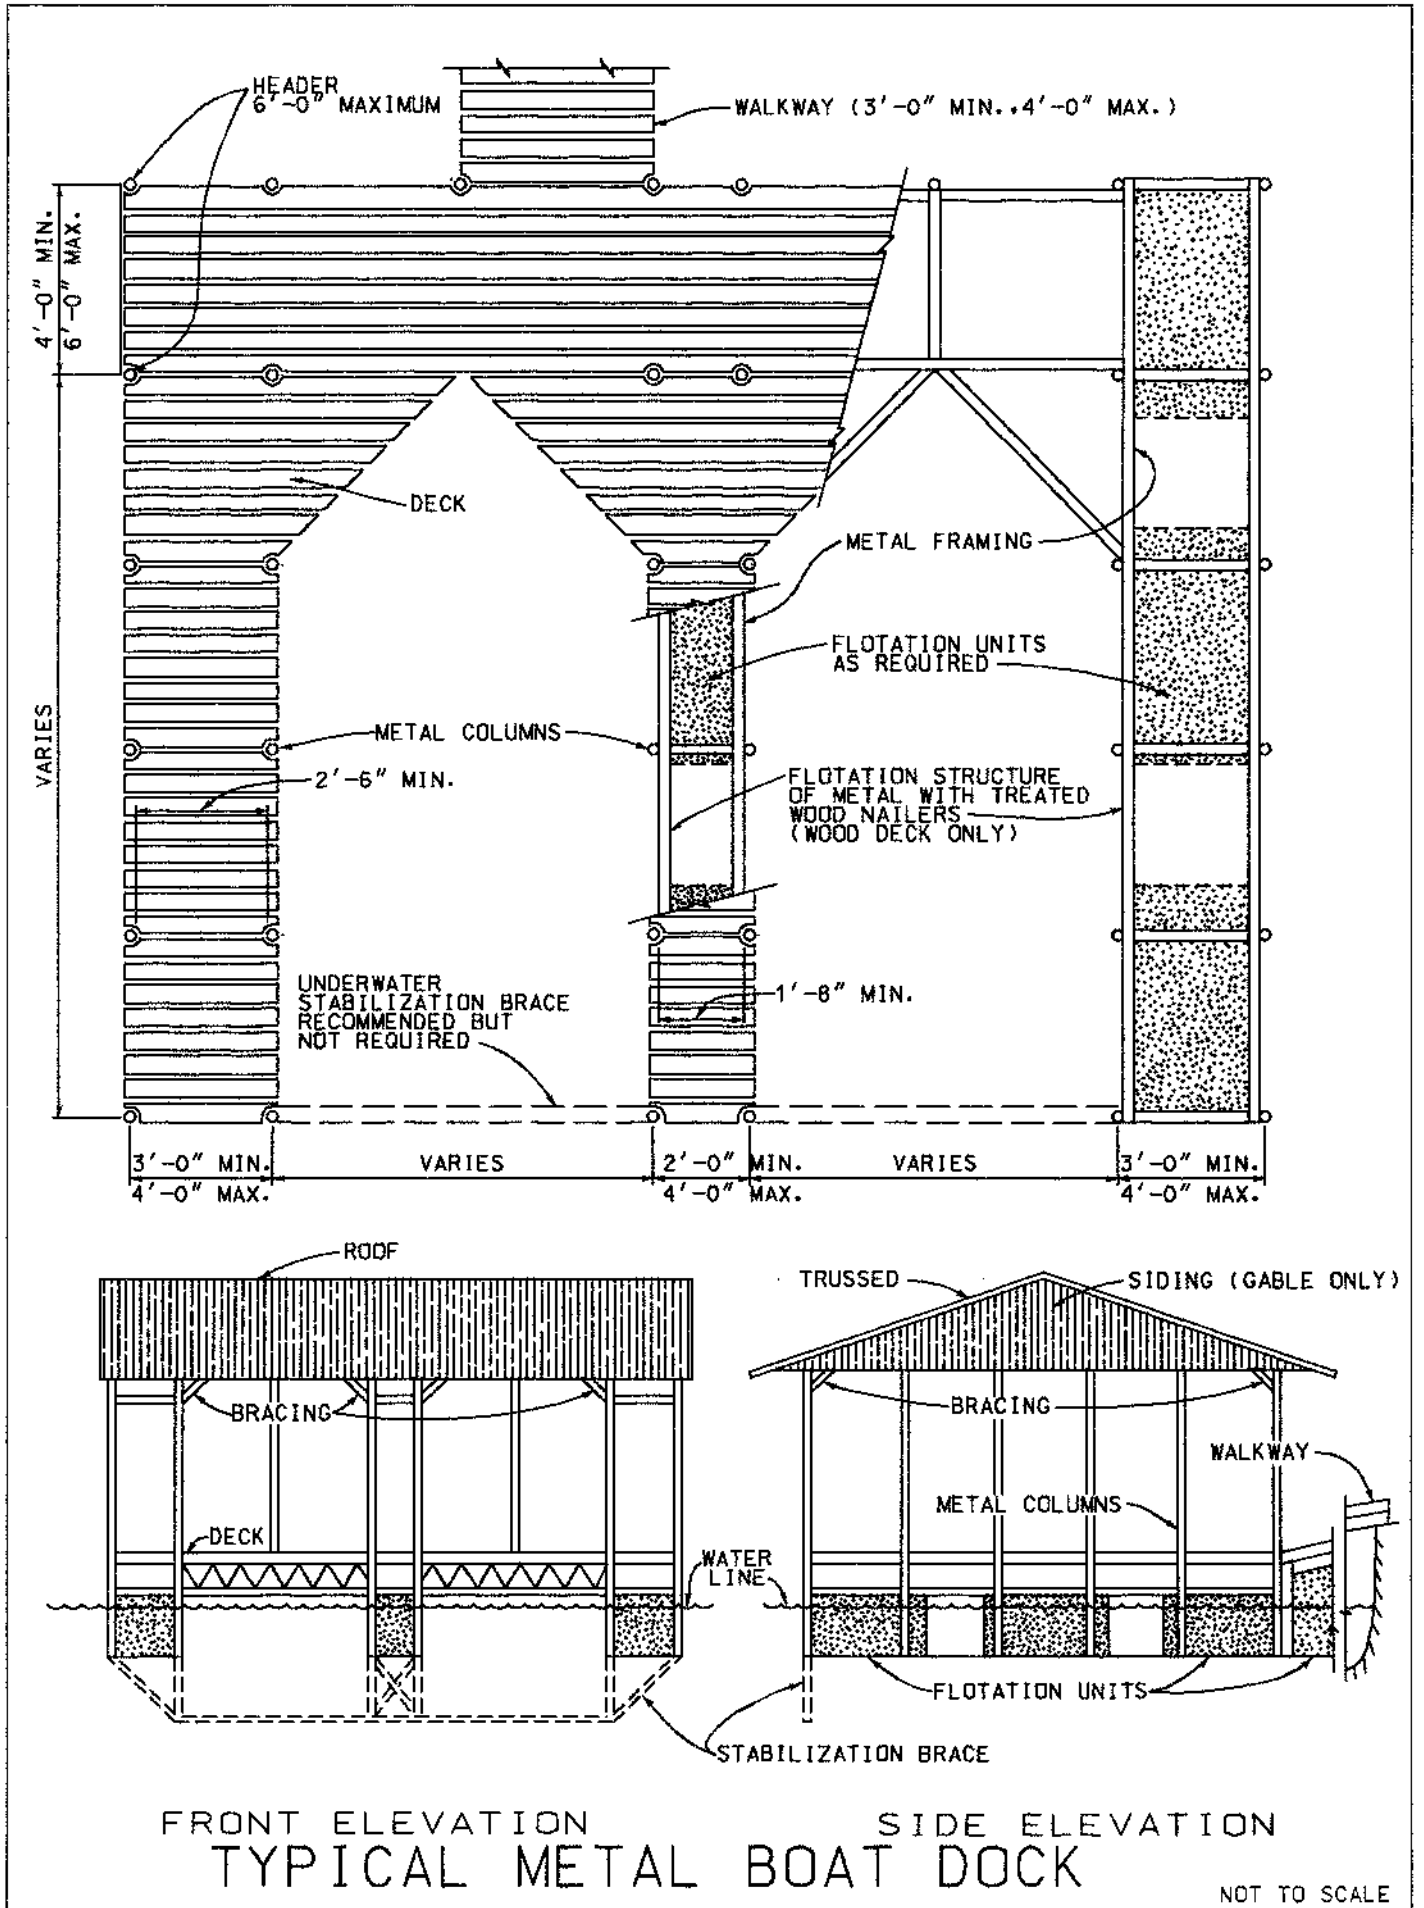 HEADER
6'-0" MAXIMUM
WALKWAY (3'-0" MIN.,4'-0" MAX.)
4'-0" MIN.
6'-0" MAX.
DECK
METAL FRAMING
FLOTATION UNITS
AS REQUIRED
VARIES
METAL COLUMNS
2'-6" MIN.
FLOTATION STRUCTURE
OF METAL WITH TREATED
WOOD NAILERS
(WOOD DECK ONLY)
UNDERWATER
STABILIZATION BRACE
RECOMMENDED BUT
NOT REQUIRED
1'-8" MIN.
3'-0" MIN.
4'-0" MAX.
VARIES
2'-0" MIN.
4'-0" MAX.
VARIES
3'-0" MIN.
4'-0" MAX.
ROOF
TRUSSED
SIDING (GABLE ONLY)
BRACING
BRACING
WALKWAY
METAL COLUMNS
DECK
WATER
LINE
FLOTATION UNITS
STABILIZATION BRACE
FRONT ELEVATION
SIDE ELEVATION
TYPICAL METAL BOAT DOCK
NOT TO SCALE